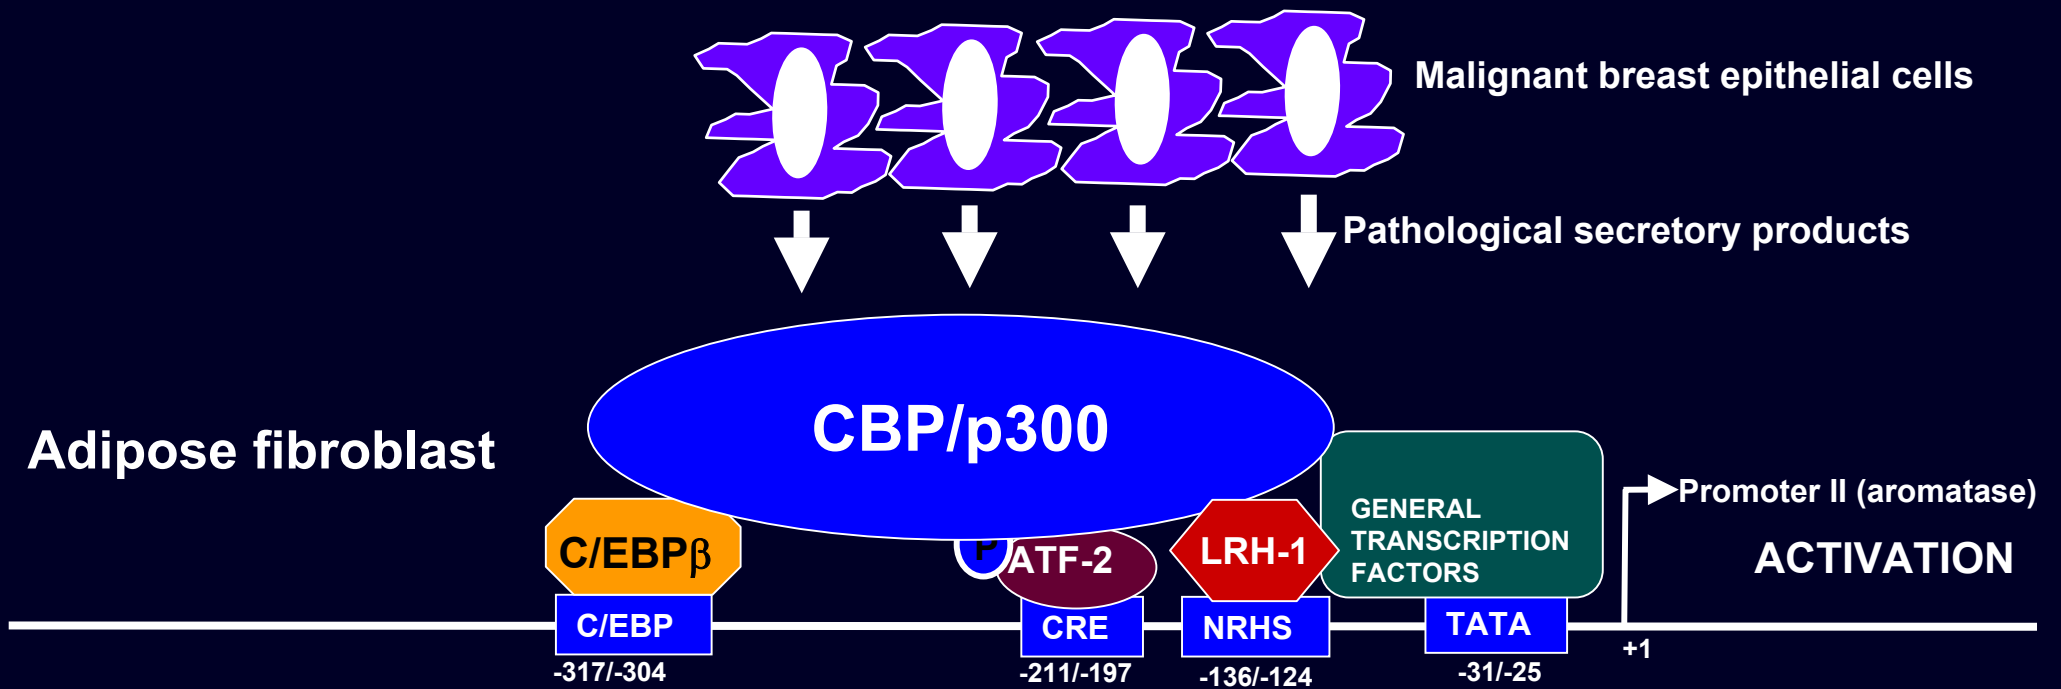 Malignant breast epithelial cells
Pathological secretory products
CBP/p300
Adipose fibroblast
Promoter II (aromatase)
GENERAL
TRANSCRIPTION
FACTORS
ACTIVATION
C/EBPβ
P
ATF-2
LRH-1
C/EBP
CRE
NRHS
TATA
+1
-317/-304
-211/-197
-136/-124
-31/-25